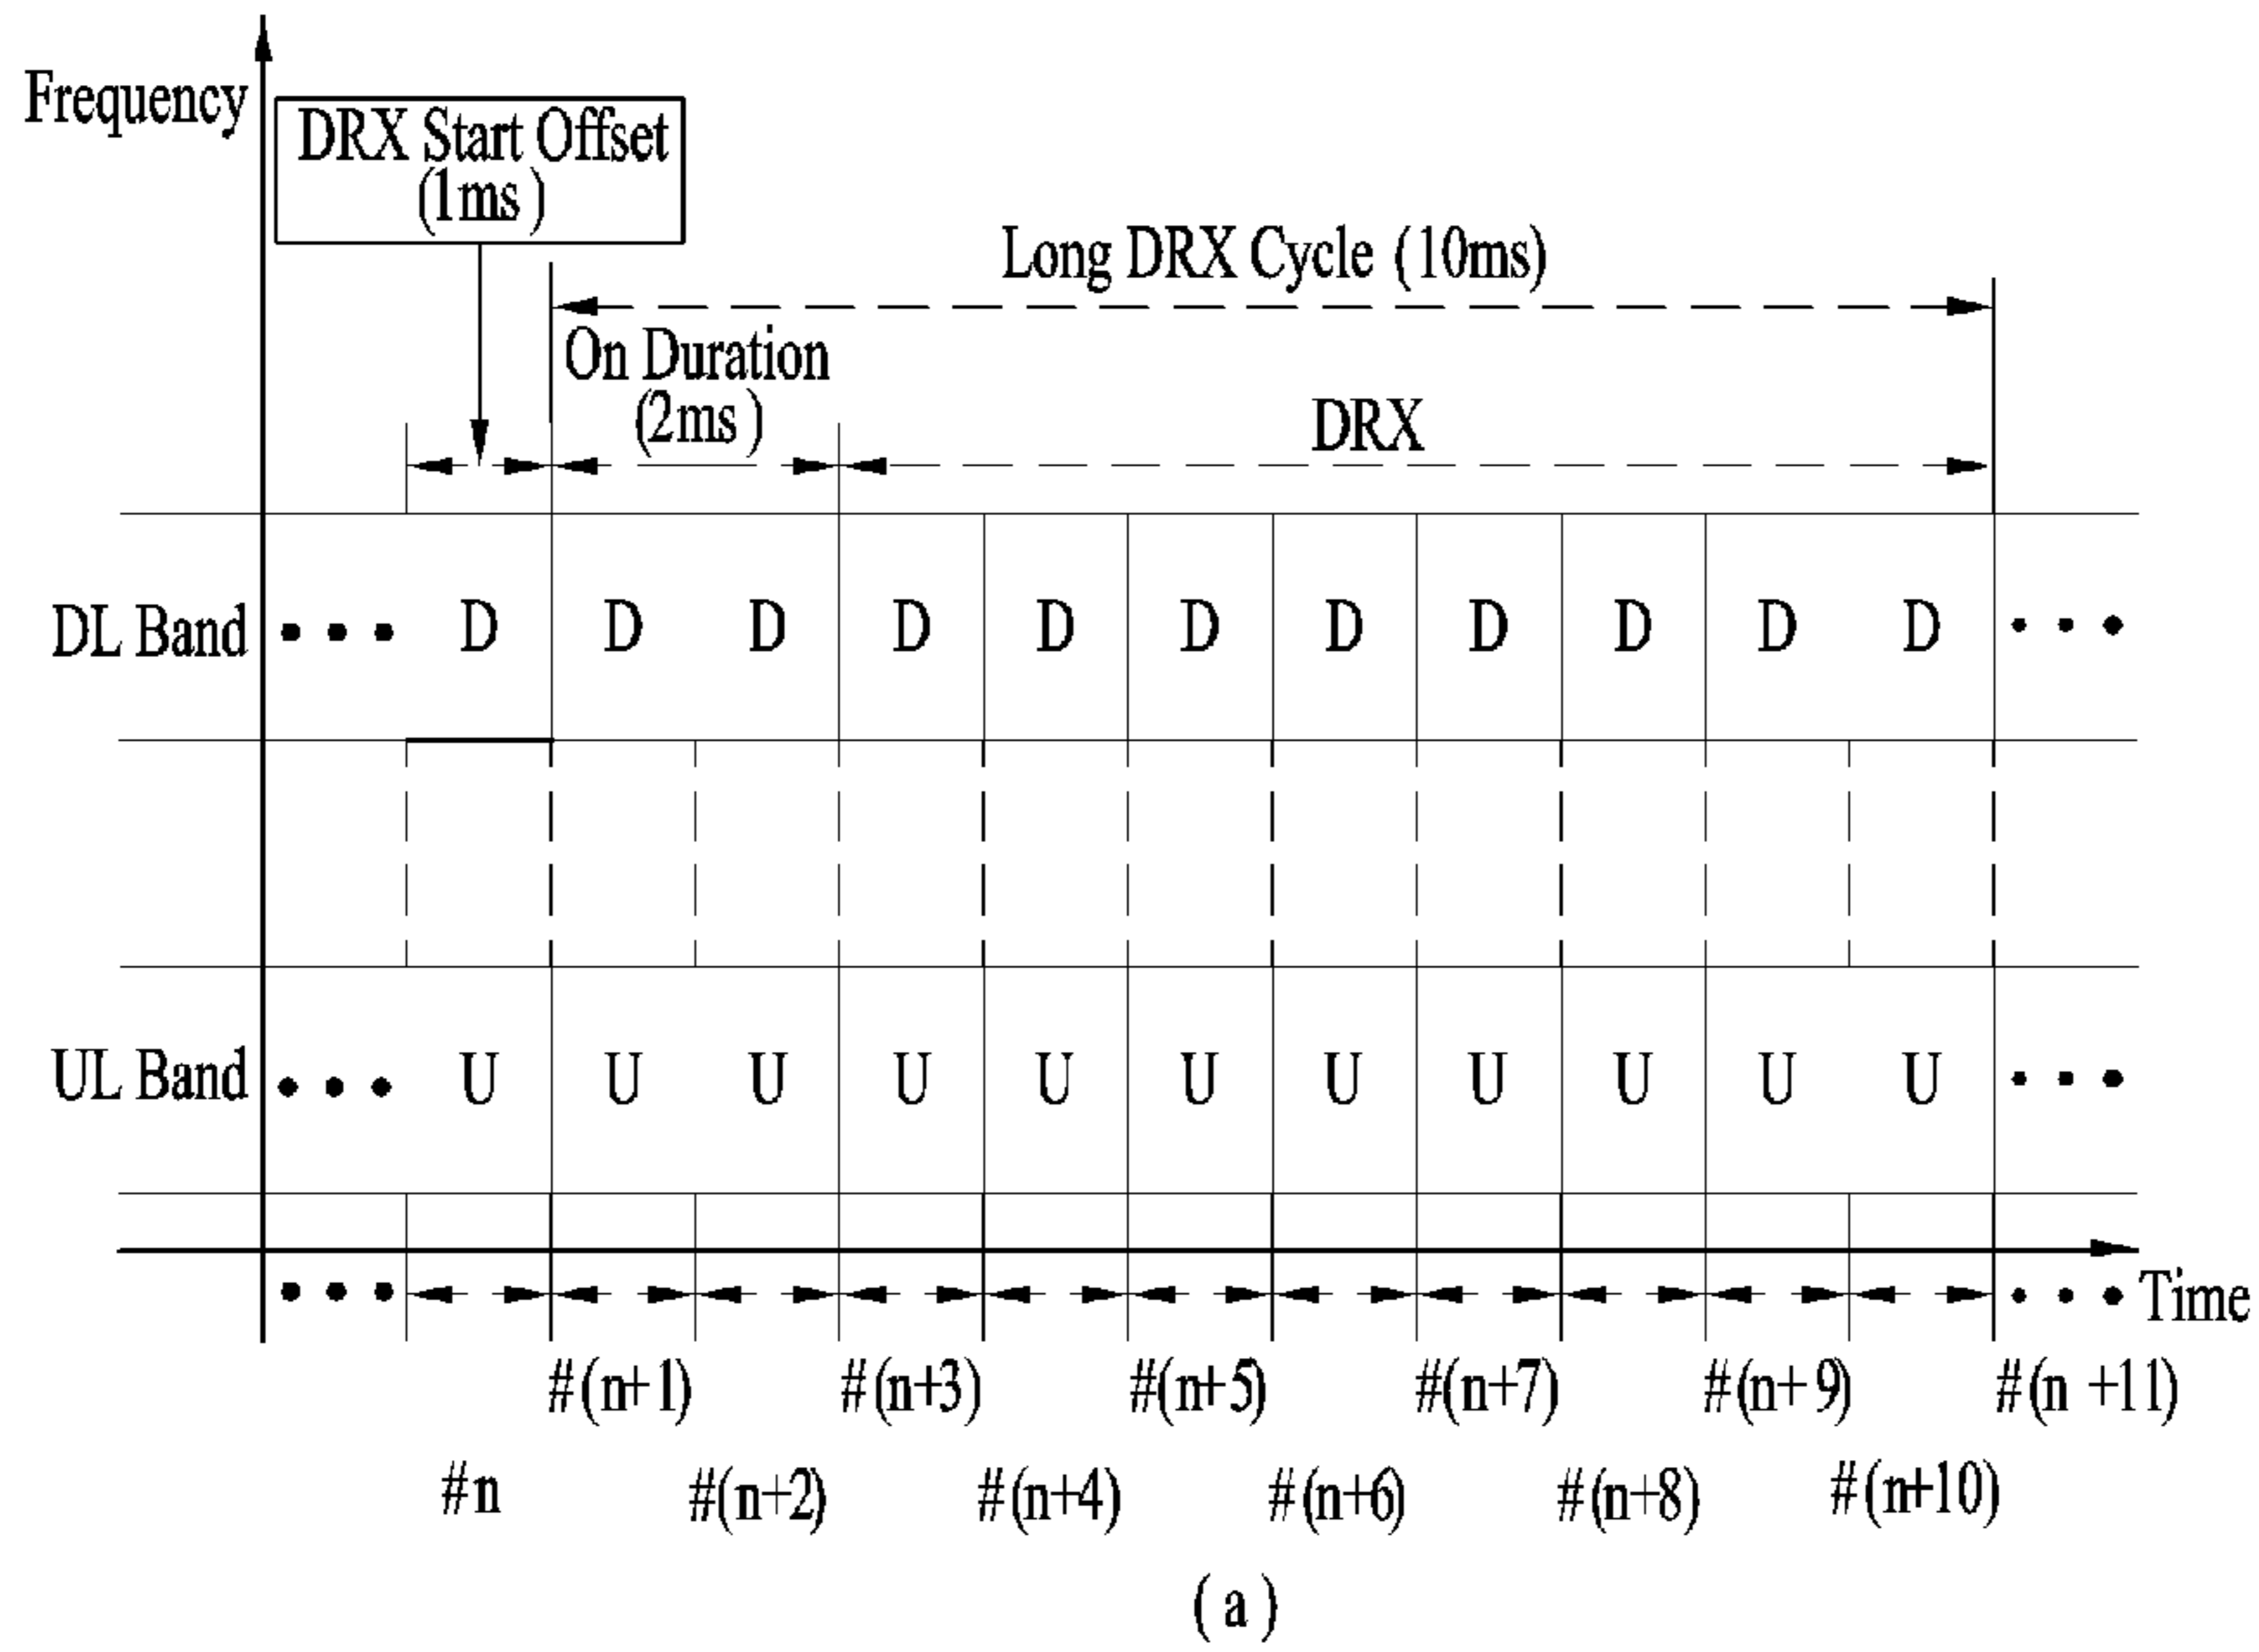 Frequency
DRX Start Offset
(1ms)
Long DRX Cycle (10ms)
On Duration
(2ms)
DRX
DL Band D D D D D D D D D D D
UL Band U U U U U U U U U U U
Time
#(n+1) #(n+3) #(n+5) #(n+7) #(n+9) #(n +11)
#n #(n+2) #(n+4) #(n+6) #(n+8) #(n+10)
(a)